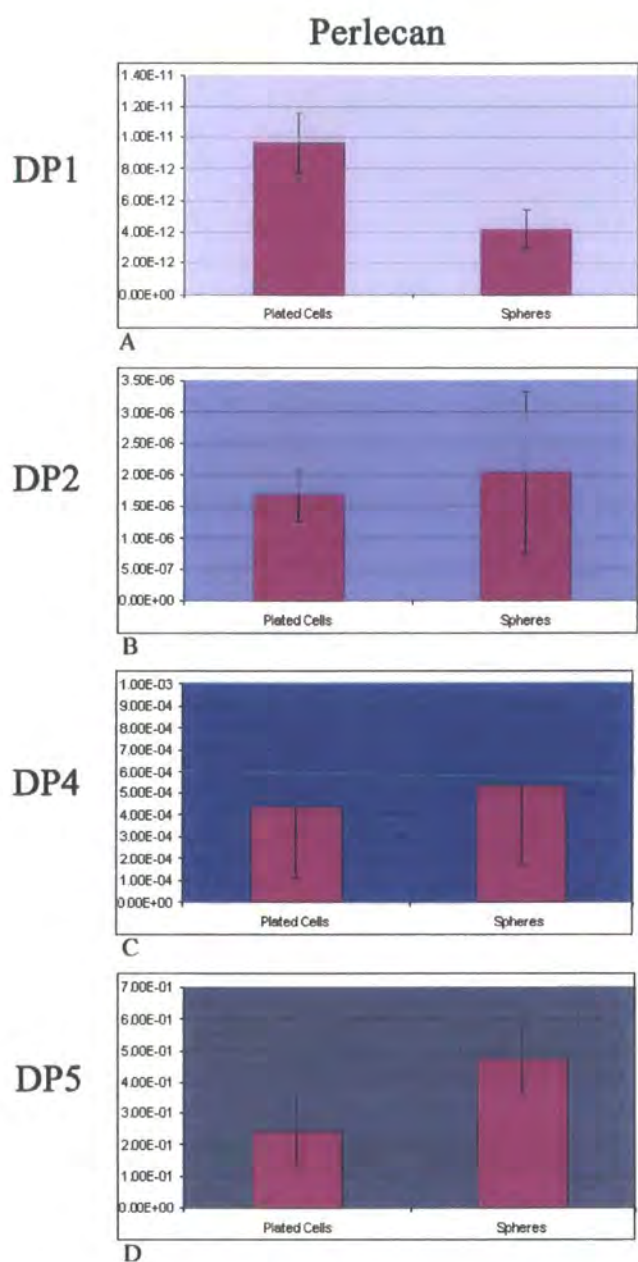 Perlecan
DP1
1.40E-11
1.20E-11
1.00E-11
8.00E-12
6.00E-12
4.00E-12
2.00E-12
0.00E+00
Plated Cells
Spheres
A
DP2
3.50E-06
3.00E-06
2.50E-06
2.00E-06
1.50E-06
1.00E-06
5.00E-07
0.00E+00
Plated Cells
Spheres
B
DP4
1.00E-03
9.00E-04
8.00E-04
7.00E-04
6.00E-04
5.00E-04
4.00E-04
3.00E-04
2.00E-04
1.00E-04
0.00E+00
Plated Cells
Spheres
C
DP5
7.00E-01
6.00E-01
5.00E-01
4.00E-01
3.00E-01
2.00E-01
1.00E-01
0.00E+00
Plated Cells
Spheres
D